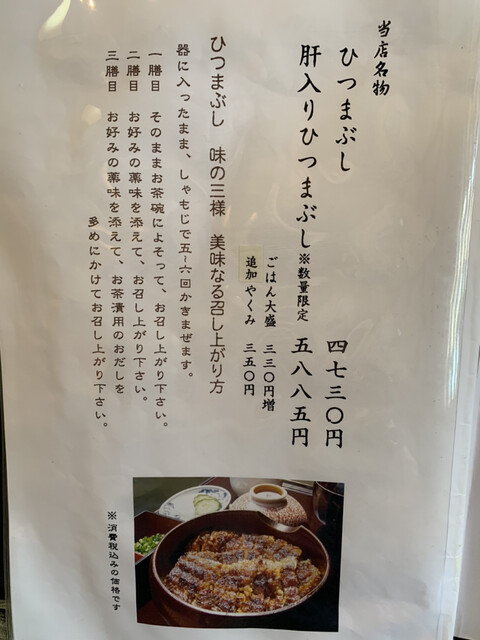 当店名物
ひつまぶし 四七三〇円
肝入りひつまぶし※数量限定 五八八五円
ごはん大盛 三三〇円増
追加やくみ 三五〇円
ひつまぶし 味の三様 美味なる召し上がり方
器に入ったまま、しゃもじで五~六回かきまぜます。
一膳目 そのままお茶碗によそって、お召し上がり下さい。
二膳目 お好みの薬味を添えて、お召し上がり下さい。
三膳目 お好みの薬味を添えて、お茶漬用のおだしを
多めにかけてお召し上がり下さい。
※消費税込みの価格です